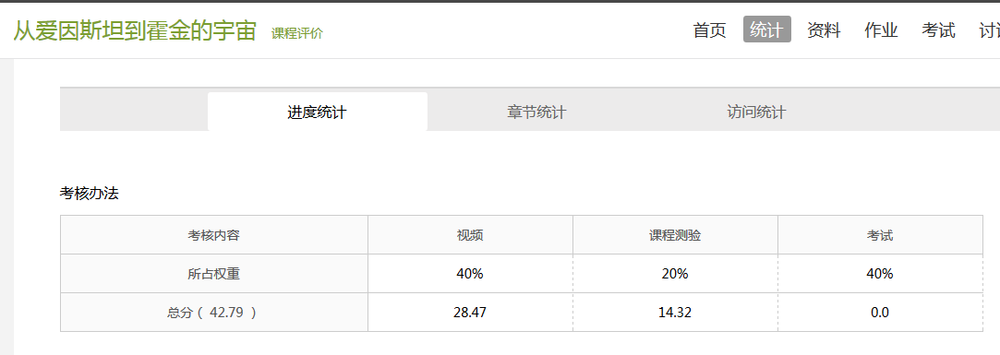 从爱因斯坦到霍金的宇宙 课程评价 首页 统计 资料 作业 考试 讨
进度统计 章节统计 访问统计
考核办法
考核内容 视频 课程测验 考试
所占权重 40% 20% 40%
总分（ 42.79 ） 28.47 14.32 0.0